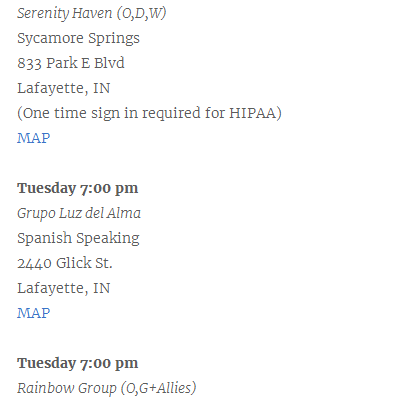 Serenity Haven (O,D,W)
Sycamore Springs
833 Park E Blvd
Lafayette, IN
(One time sign in required for HIPAA)
MAP
Tuesday 7:00 pm
Grupo Luz del Alma
Spanish Speaking
2440 Glick St.
Lafayette, IN
MAP
Tuesday 7:00 pm
Rainbow Group (O,G+Allies)